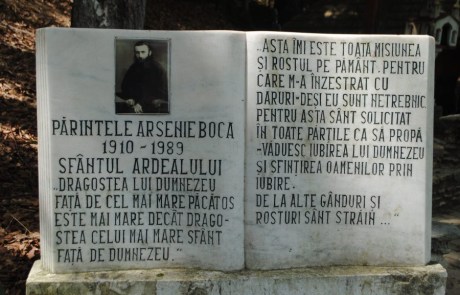 PĂRINTELE ARSENIE BOCA
1910 - 1989
SFÂNTUL ARDEALULUI
„DRAGOSTEA LUI DUMNEZEU
FAȚĂ DE CEL MAI MARE PĂCĂTOS
ESTE MAI MARE DECÂT DRAGO-
STEA CELUI MAI MARE SFÂNT
FAȚĂ DE DUMNEZEU."
„ASTA ÎMI ESTE TOATĂ MISIUNEA
ȘI ROSTUL PE PĂMÂNT. PENTRU
CARE M-A ÎNZESTRAT CU
DARURI-DEȘI EU SUNT NETREBNIC.
PENTRU ASTA SÂNT SOLICITAT
ÎN TOATE PĂRȚILE CA SĂ PROPĂ-
-VĂDUESC IUBIREA LUI DUMNEZEU
ȘI SFINȚIREA OAMENILOR PRIN
IUBIRE.
DE LA ALTE GÂNDURI ȘI
ROSTURI SÂNT STRĂIN ..."